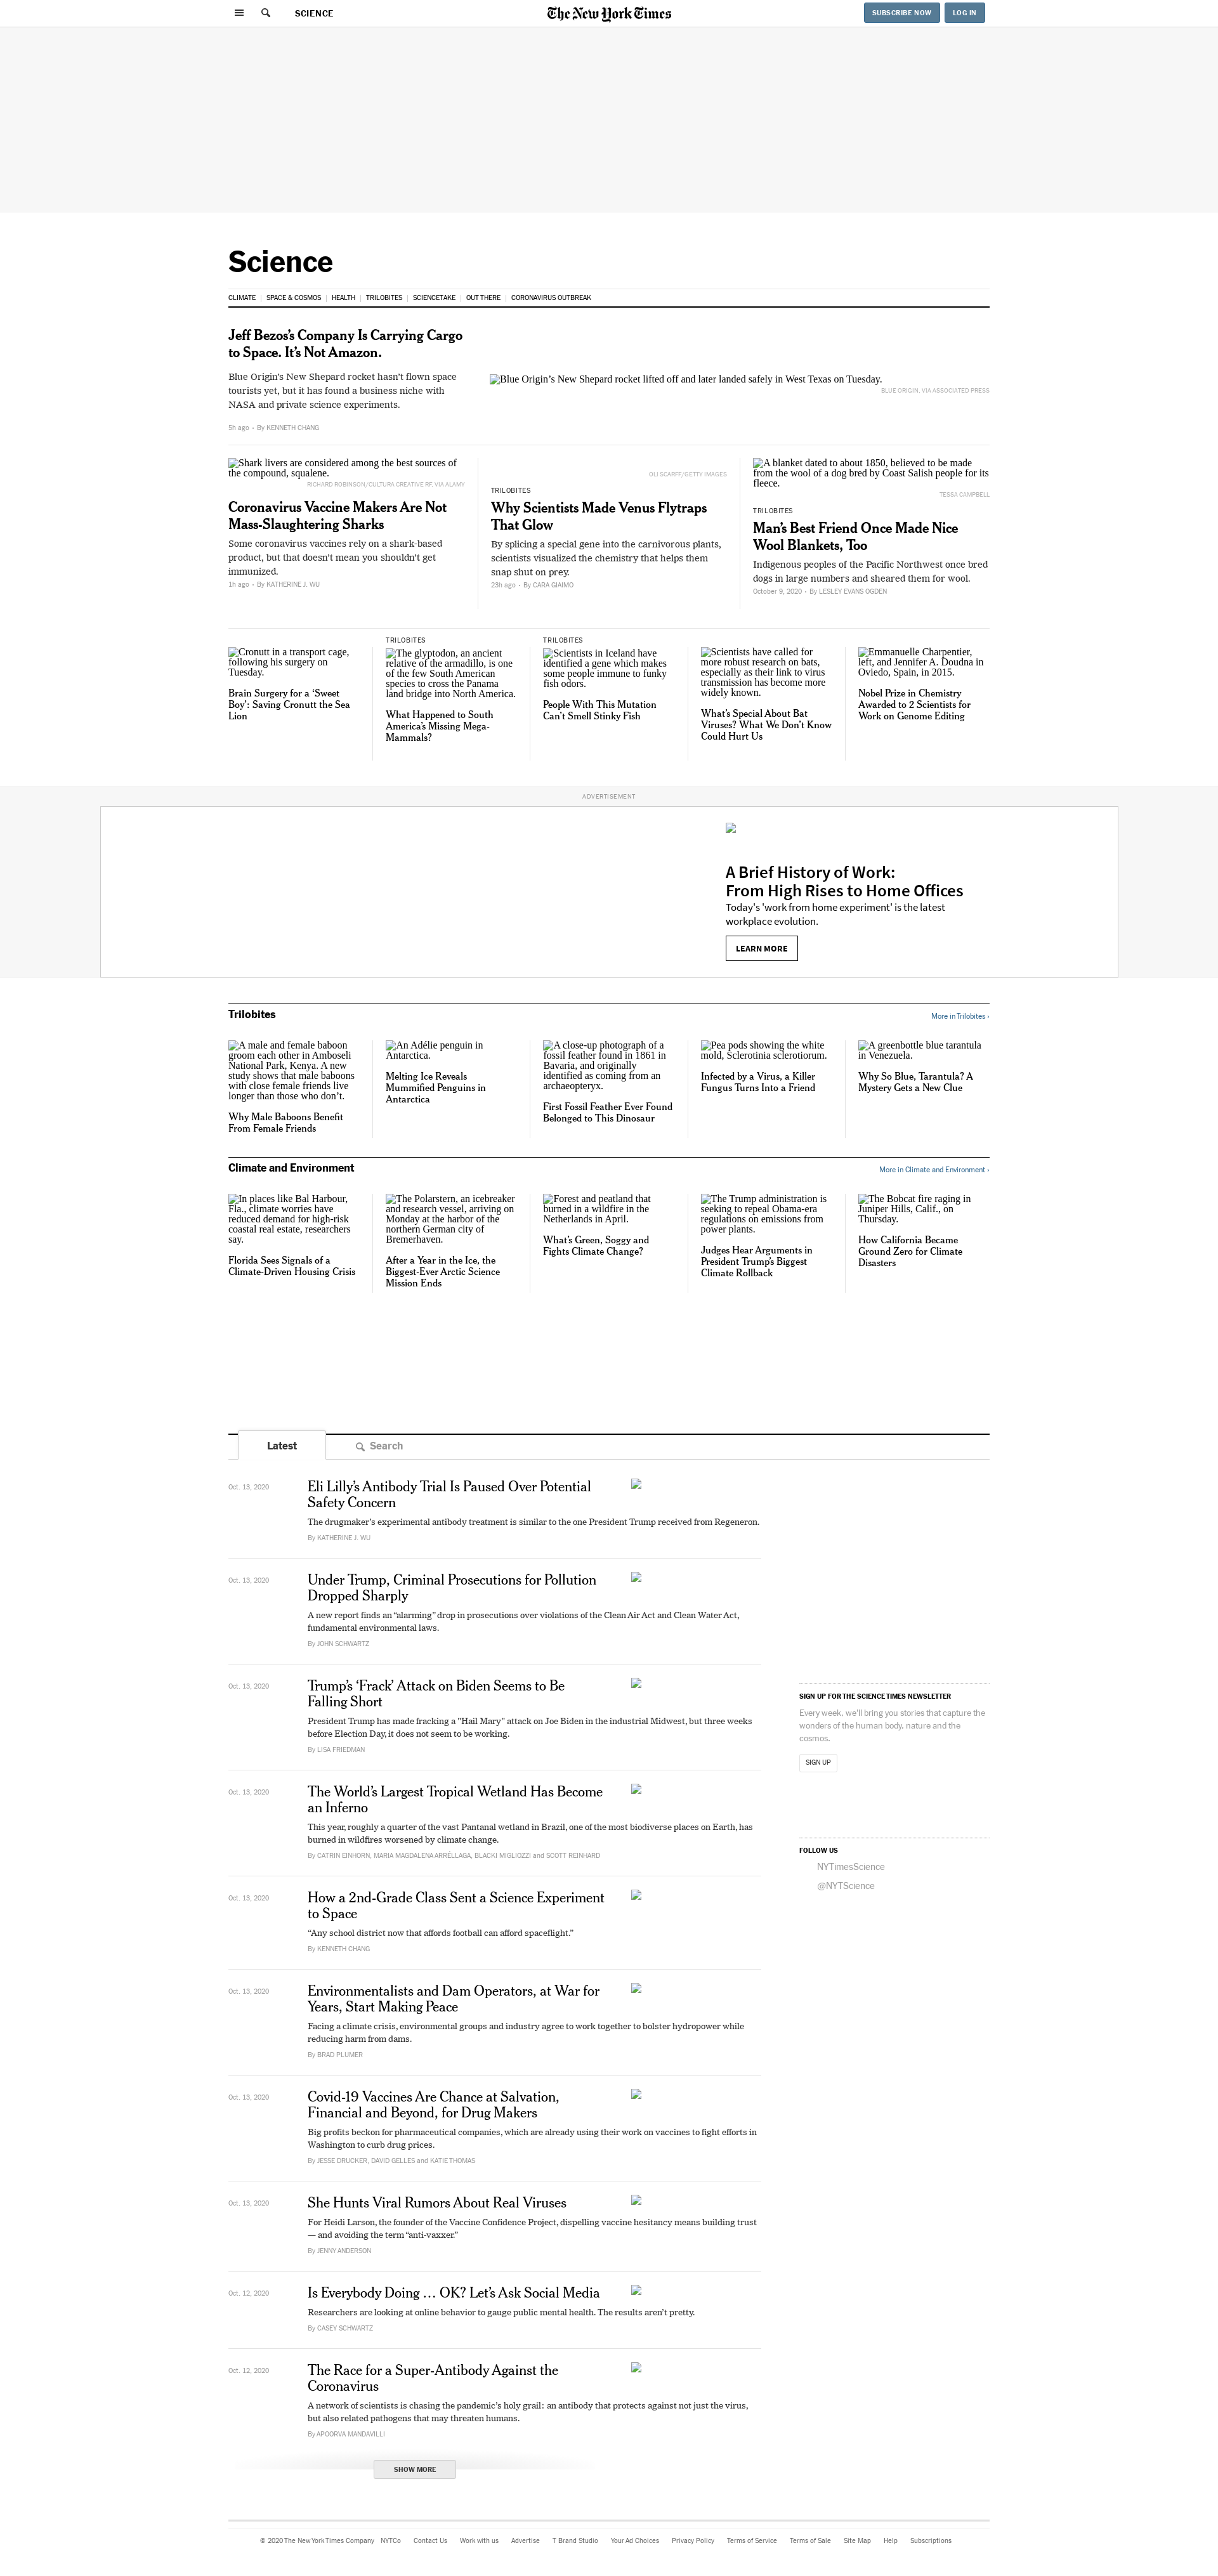 SCIENCE
The New York Times
SUBSCRIBE NOW
LOG IN
Science
CLIMATE | SPACE & COSMOS | HEALTH | TRILOBITES | SCIENCETAKE | OUT THERE | CORONAVIRUS OUTBREAK
Jeff Bezos’s Company Is Carrying Cargo
to Space. It’s Not Amazon.
Blue Origin’s New Shepard rocket hasn’t flown space
tourists yet, but it has found a business niche with
NASA and private science experiments.
5h ago • By KENNETH CHANG
Blue Origin’s New Shepard rocket lifted off and later landed safely in West Texas on Tuesday.
BLUE ORIGIN, VIA ASSOCIATED PRESS
Shark livers are considered among the best sources of
the compound, squalene.
RICHARD ROBINSON/CULTURA CREATIVE RF, VIA ALAMY
Coronavirus Vaccine Makers Are Not
Mass-Slaughtering Sharks
Some coronavirus vaccines rely on a shark-based
product, but that doesn’t mean you shouldn’t get
immunized.
1h ago • By KATHERINE J. WU
OLI SCARFF/GETTY IMAGES
TRILOBITES
Why Scientists Made Venus Flytraps
That Glow
By splicing a special gene into the carnivorous plants,
scientists visualized the chemistry that helps them
snap shut on prey.
23h ago • By CARA GIAIMO
A blanket dated to about 1850, believed to be made
from the wool of a dog bred by Coast Salish people for its
fleece.
TESSA CAMPBELL
TRILOBITES
Man’s Best Friend Once Made Nice
Wool Blankets, Too
Indigenous peoples of the Pacific Northwest once bred
dogs in large numbers and sheared them for wool.
October 9, 2020 • By LESLEY EVANS OGDEN
Cronutt in a transport cage,
following his surgery on
Tuesday.
Brain Surgery for a ‘Sweet
Boy’: Saving Cronutt the Sea
Lion
TRILOBITES
The glyptodon, an ancient
relative of the armadillo, is one
of the few South American
species to cross the Panama
land bridge into North America.
What Happened to South
America’s Missing Mega-
Mammals?
TRILOBITES
Scientists in Iceland have
identified a gene which makes
some people immune to funky
fish odors.
People With This Mutation
Can’t Smell Stinky Fish
Scientists have called for
more robust research on bats,
especially as their link to virus
transmission has become more
widely known.
What’s Special About Bat
Viruses? What We Don’t Know
Could Hurt Us
Emmanuelle Charpentier,
left, and Jennifer A. Doudna in
Oviedo, Spain, in 2015.
Nobel Prize in Chemistry
Awarded to 2 Scientists for
Work on Genome Editing
ADVERTISEMENT
A Brief History of Work:
From High Rises to Home Offices
Today's 'work from home experiment' is the latest
workplace evolution.
LEARN MORE
Trilobites
More in Trilobites ›
A male and female baboon
groom each other in Amboseli
National Park, Kenya. A new
study shows that male baboons
with close female friends live
longer than those who don’t.
Why Male Baboons Benefit
From Female Friends
An Adélie penguin in
Antarctica.
Melting Ice Reveals
Mummified Penguins in
Antarctica
A close-up photograph of a
fossil feather found in 1861 in
Bavaria, and originally
identified as coming from an
archaeopteryx.
First Fossil Feather Ever Found
Belonged to This Dinosaur
Pea pods showing the white
mold, Sclerotinia sclerotiorum.
Infected by a Virus, a Killer
Fungus Turns Into a Friend
A greenbottle blue tarantula
in Venezuela.
Why So Blue, Tarantula? A
Mystery Gets a New Clue
Climate and Environment
More in Climate and Environment ›
In places like Bal Harbour,
Fla., climate worries have
reduced demand for high-risk
coastal real estate, researchers
say.
Florida Sees Signals of a
Climate-Driven Housing Crisis
The Polarstern, an icebreaker
and research vessel, arriving on
Monday at the harbor of the
northern German city of
Bremerhaven.
After a Year in the Ice, the
Biggest-Ever Arctic Science
Mission Ends
Forest and peatland that
burned in a wildfire in the
Netherlands in April.
What’s Green, Soggy and
Fights Climate Change?
The Trump administration is
seeking to repeal Obama-era
regulations on emissions from
power plants.
Judges Hear Arguments in
President Trump’s Biggest
Climate Rollback
The Bobcat fire raging in
Juniper Hills, Calif., on
Thursday.
How California Became
Ground Zero for Climate
Disasters
Latest
Search
Oct. 13, 2020
Eli Lilly’s Antibody Trial Is Paused Over Potential
Safety Concern
The drugmaker’s experimental antibody treatment is similar to the one President Trump received from Regeneron.
By KATHERINE J. WU
Oct. 13, 2020
Under Trump, Criminal Prosecutions for Pollution
Dropped Sharply
A new report finds an “alarming” drop in prosecutions over violations of the Clean Air Act and Clean Water Act,
fundamental environmental laws.
By JOHN SCHWARTZ
Oct. 13, 2020
Trump’s ‘Frack’ Attack on Biden Seems to Be
Falling Short
President Trump has made fracking a “Hail Mary” attack on Joe Biden in the industrial Midwest, but three weeks
before Election Day, it does not seem to be working.
By LISA FRIEDMAN
Oct. 13, 2020
The World’s Largest Tropical Wetland Has Become
an Inferno
This year, roughly a quarter of the vast Pantanal wetland in Brazil, one of the most biodiverse places on Earth, has
burned in wildfires worsened by climate change.
By CATRIN EINHORN, MARIA MAGDALENA ARRÉLLAGA, BLACKI MIGLIOZZI and SCOTT REINHARD
Oct. 13, 2020
How a 2nd-Grade Class Sent a Science Experiment
to Space
“Any school district now that affords football can afford spaceflight.”
By KENNETH CHANG
Oct. 13, 2020
Environmentalists and Dam Operators, at War for
Years, Start Making Peace
Facing a climate crisis, environmental groups and industry agree to work together to bolster hydropower while
reducing harm from dams.
By BRAD PLUMER
Oct. 13, 2020
Covid-19 Vaccines Are Chance at Salvation,
Financial and Beyond, for Drug Makers
Big profits beckon for pharmaceutical companies, which are already using their work on vaccines to fight efforts in
Washington to curb drug prices.
By JESSE DRUCKER, DAVID GELLES and KATIE THOMAS
Oct. 13, 2020
She Hunts Viral Rumors About Real Viruses
For Heidi Larson, the founder of the Vaccine Confidence Project, dispelling vaccine hesitancy means building trust
— and avoiding the term “anti-vaxxer.”
By JENNY ANDERSON
Oct. 12, 2020
Is Everybody Doing … OK? Let’s Ask Social Media
Researchers are looking at online behavior to gauge public mental health. The results aren’t pretty.
By CASEY SCHWARTZ
Oct. 12, 2020
The Race for a Super-Antibody Against the
Coronavirus
A network of scientists is chasing the pandemic’s holy grail: an antibody that protects against not just the virus,
but also related pathogens that may threaten humans.
By APOORVA MANDAVILLI
SHOW MORE
SIGN UP FOR THE SCIENCE TIMES NEWSLETTER
Every week, we'll bring you stories that capture the
wonders of the human body, nature and the
cosmos.
SIGN UP
FOLLOW US
NYTimesScience
@NYTScience
© 2020 The New York Times Company NYTCo Contact Us Work with us Advertise T Brand Studio Your Ad Choices Privacy Policy Terms of Service Terms of Sale Site Map Help Subscriptions